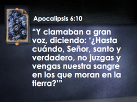 Apocalipsis 6:10
“Y clamaban a gran
voz, diciendo: ‘¿Hasta
cuándo, Señor, santo y
verdadero, no juzgas y
vengas nuestra sangre
en los que moran en la
tierra?’”